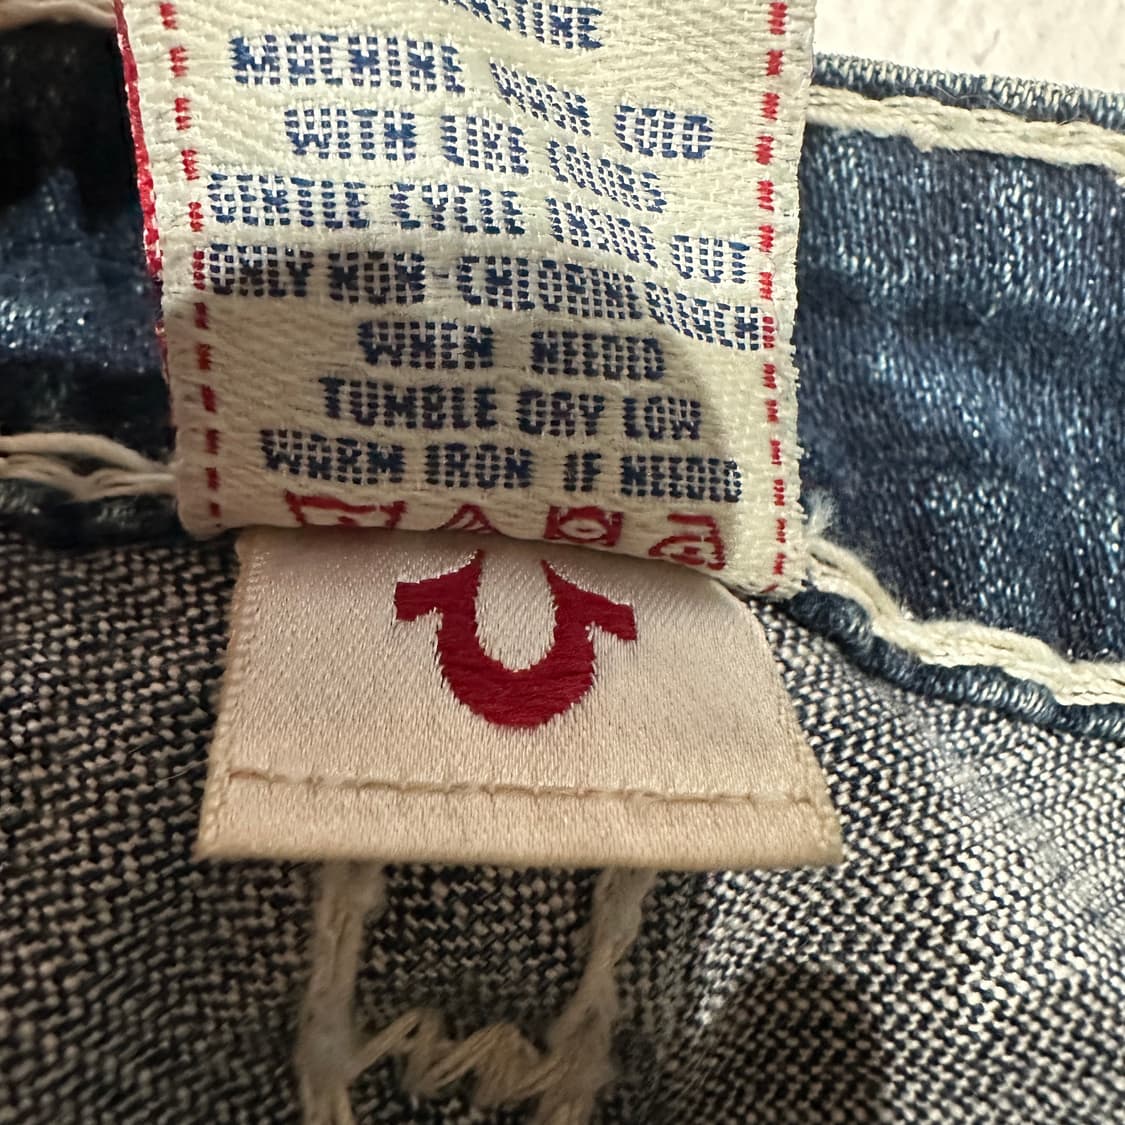 MACHINE WASH COLD
WITH LIKE COLORS
GENTLE CYCLE INSIDE OUT
ONLY NON-CHLORINE BLEACH
WHEN NEEDED
TUMBLE DRY LOW
WARM IRON IF NEEDED